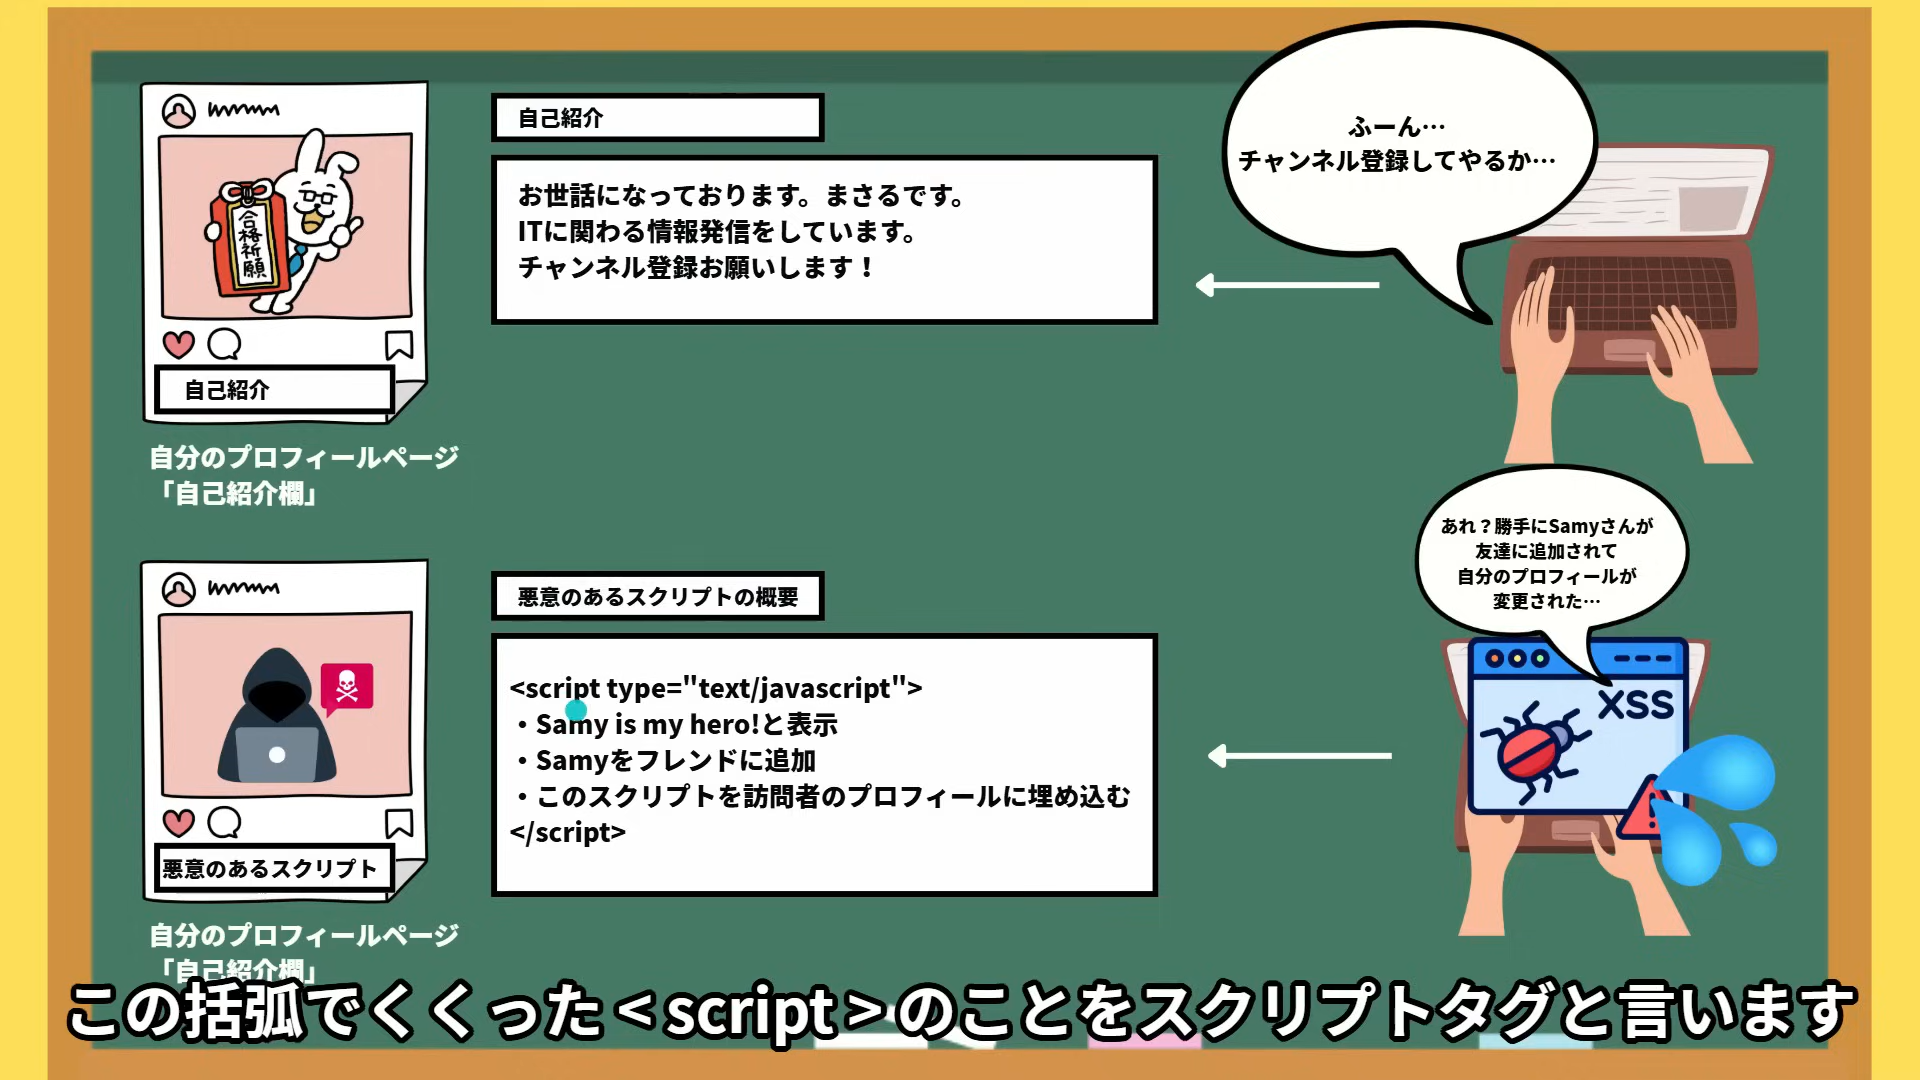 合格祈願
自己紹介
自分のプロフィールページ
「自己紹介欄」
自己紹介
お世話になっております。まさるです。
ITに関わる情報発信をしています。
チャンネル登録お願いします！
ふーん…
チャンネル登録してやるか…
悪意のあるスクリプト
自分のプロフィールページ
「自己紹介欄」
悪意のあるスクリプトの概要
<script type="text/javascript">
・Samy is my hero!と表示
・Samyをフレンドに追加
・このスクリプトを訪問者のプロフィールに埋め込む
</script>
あれ？勝手にSamyさんが
友達に追加されて
自分のプロフィールが
変更された…
XSS
この括弧でくくった＜script＞のことをスクリプトタグと言います